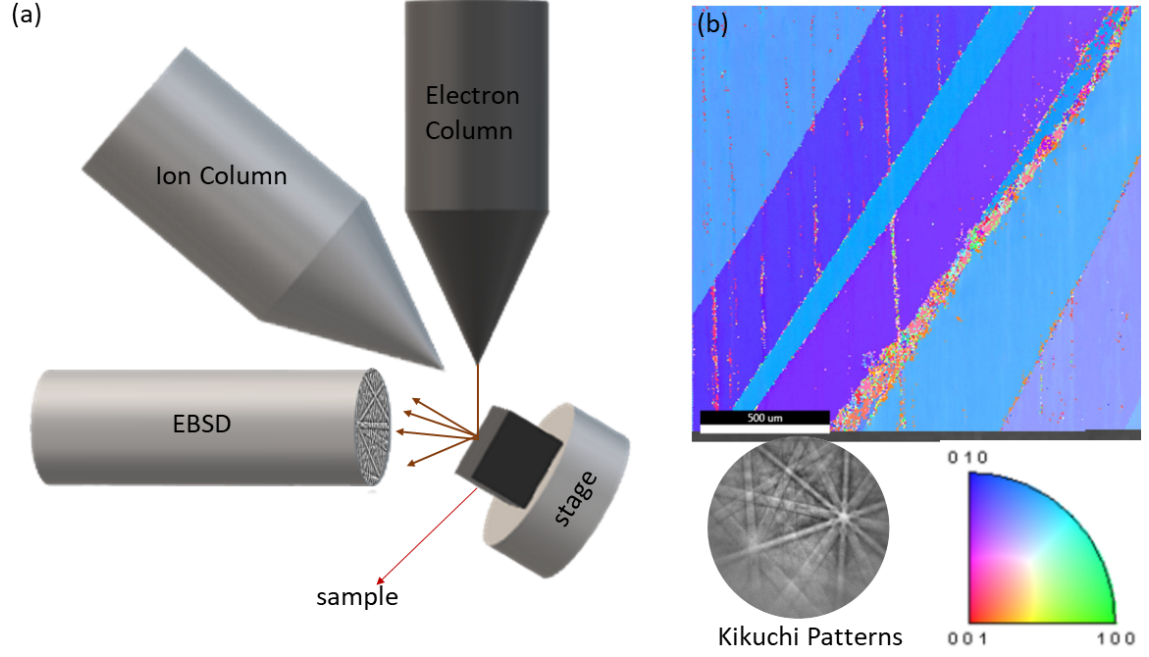 (a)
Electron
Column
Ion Column
EBSD
stage
sample
(b)
500 um
Kikuchi Patterns
0 1 0
0 0 1
1 0 0